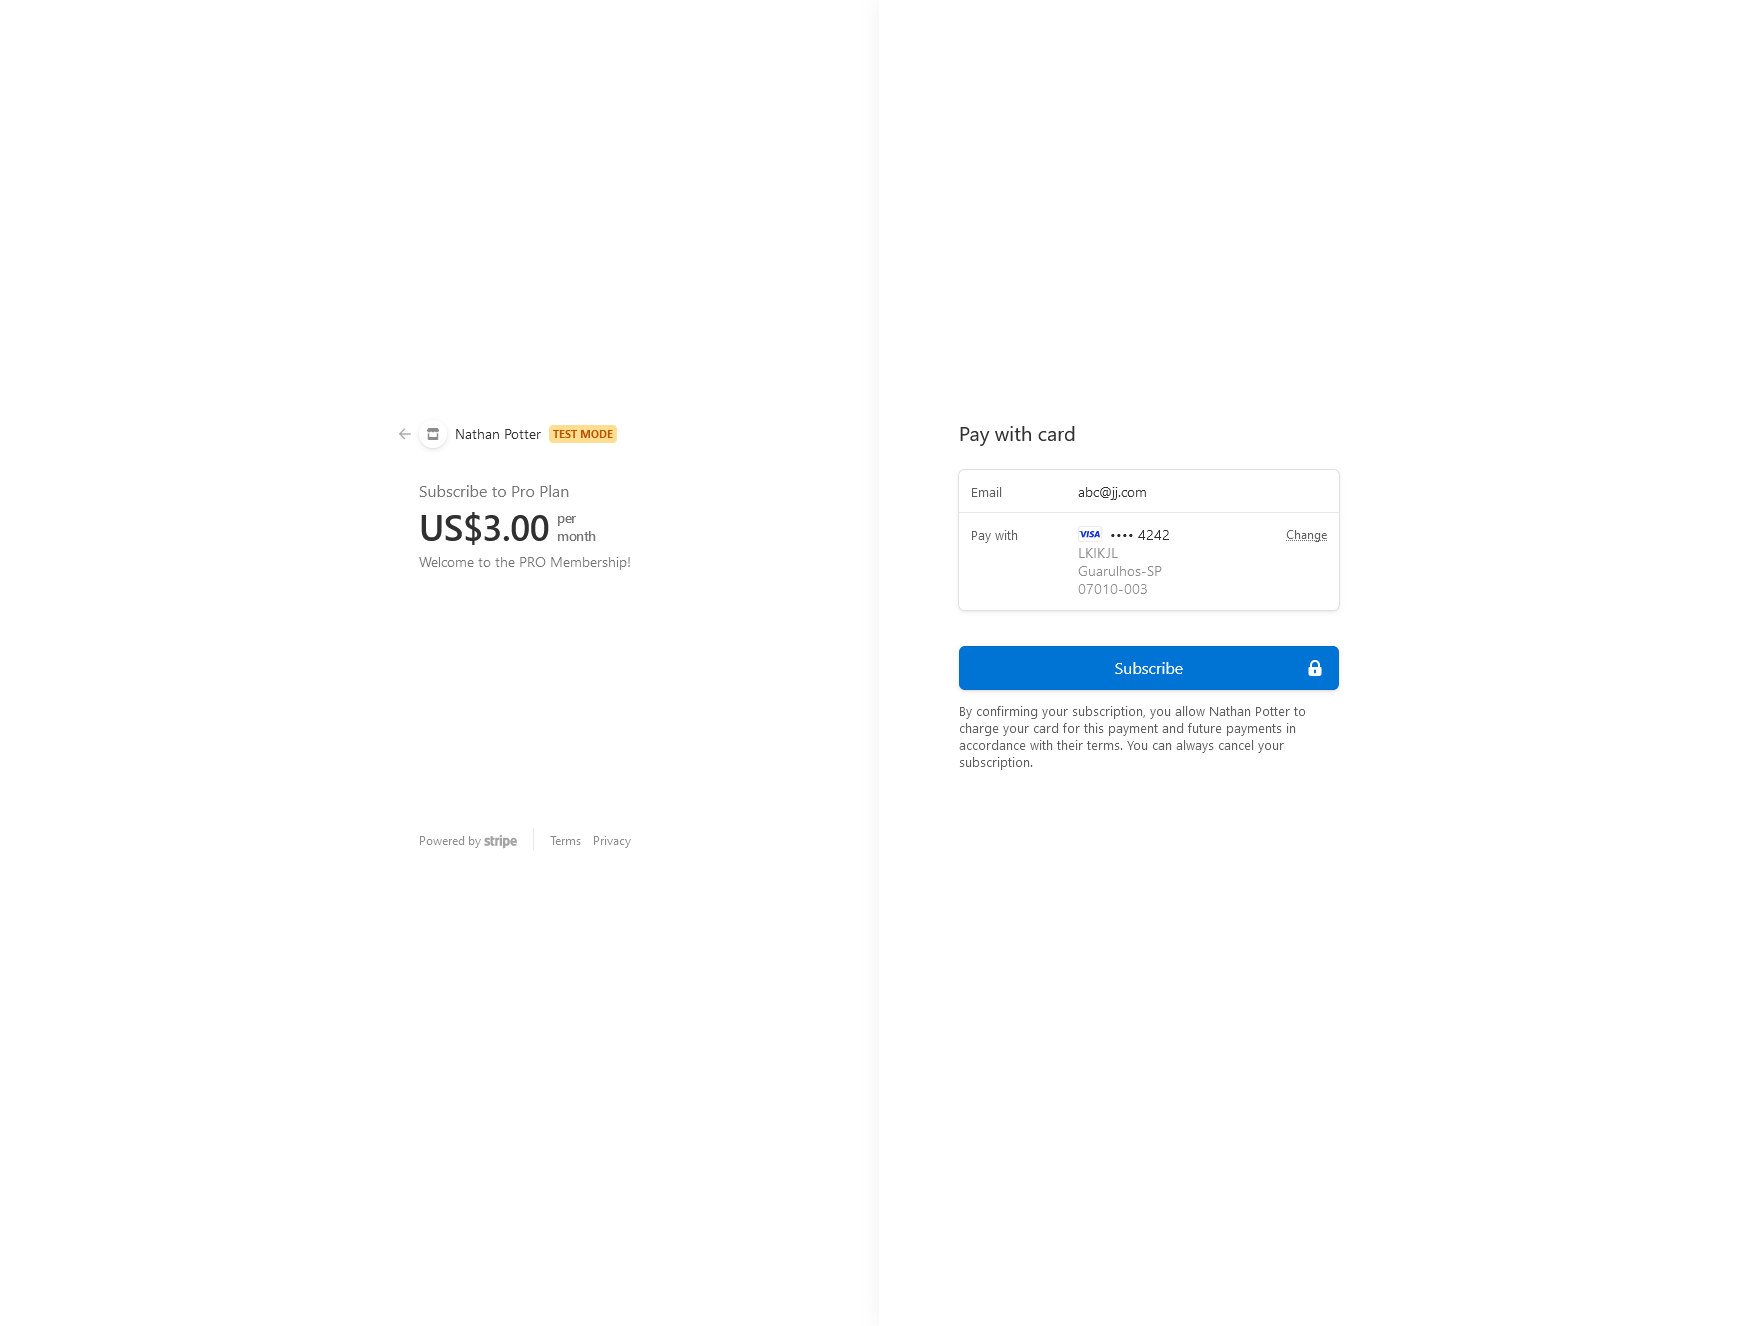 Nathan Potter TEST MODE
Subscribe to Pro Plan
US$3.00 per month
Welcome to the PRO Membership!
Powered by stripe
Terms Privacy
Pay with card
Email abc@jj.com
Pay with VISA •••• 4242 Change
LKIKJL
Guarulhos-SP
07010-003
Subscribe
By confirming your subscription, you allow Nathan Potter to
charge your card for this payment and future payments in
accordance with their terms. You can always cancel your
subscription.